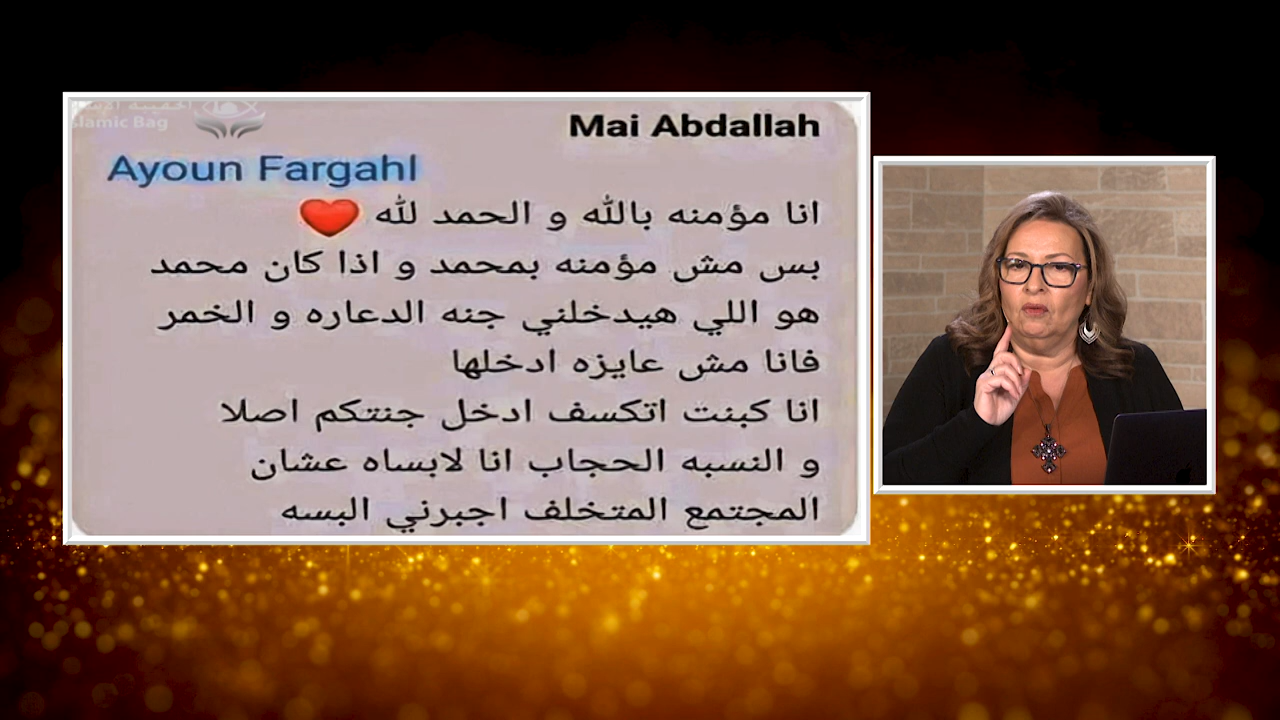 slamic Bag
Mai Abdallah
Ayoun Fargahl
انا مؤمنه بالله و الحمد لله ❤️
بس مش مؤمنه بمحمد و اذا كان محمد
هو اللي هيدخلني جنه الدعاره و الخمر
فانا مش عايزه ادخلها
انا كبنت اتكسف ادخل جنتكم اصلا
و النسبه الحجاب انا لابساه عشان
المجتمع المتخلف اجبرني البسه